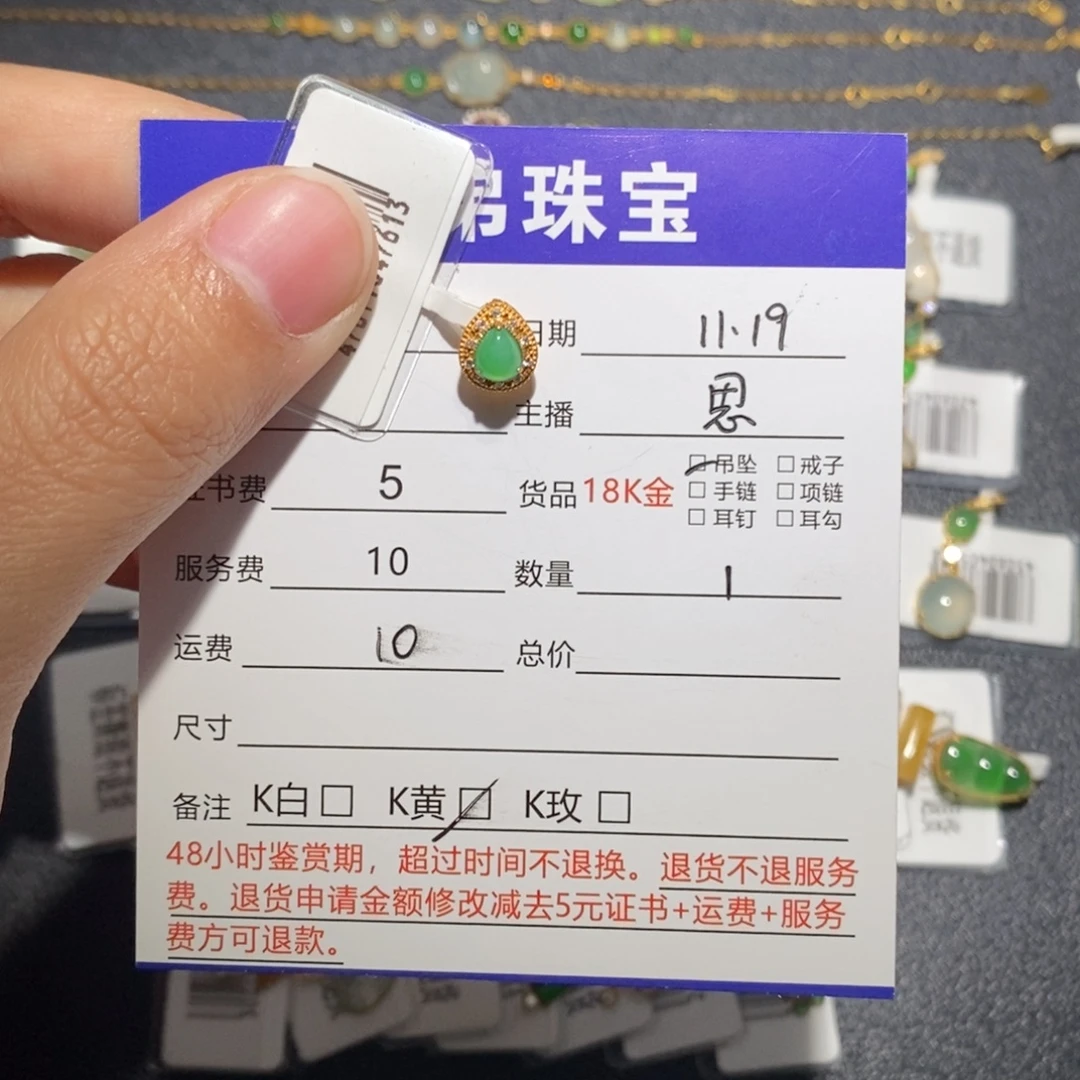 珠宝
日期 11·19
主播 恩
书费 5
货品 18K金 吊坠 戒子
手链 项链
耳钉 耳勾
服务费 10
数量 1
运费 10
总价
尺寸
备注 K白 K黄 K玫
48小时鉴赏期，超过时间不退换。退货不退服务
费。退货申请金额修改减去5元证书+运费+服务
费方可退款。